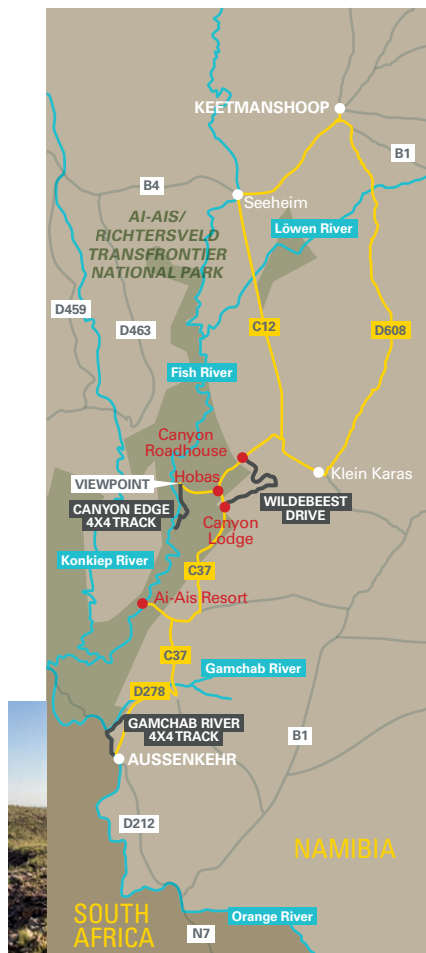 KEETMANSHOOP
B1
B4
Seeheim
AI-AIS/
RICHTERSVELD
TRANSFRONTIER
NATIONAL PARK
Löwen River
D459
D463
C12
D608
Fish River
Canyon
Roadhouse
Hobas
VIEWPOINT
Klein Karas
CANYON EDGE
4X4 TRACK
WILDEBEEST
DRIVE
Canyon
Lodge
Konkiep River
C37
Ai-Ais Resort
C37
Gamchab River
D278
GAMCHAB RIVER
4X4 TRACK
B1
AUSSENKEHR
D212
NAMIBIA
SOUTH
AFRICA
Orange River
N7